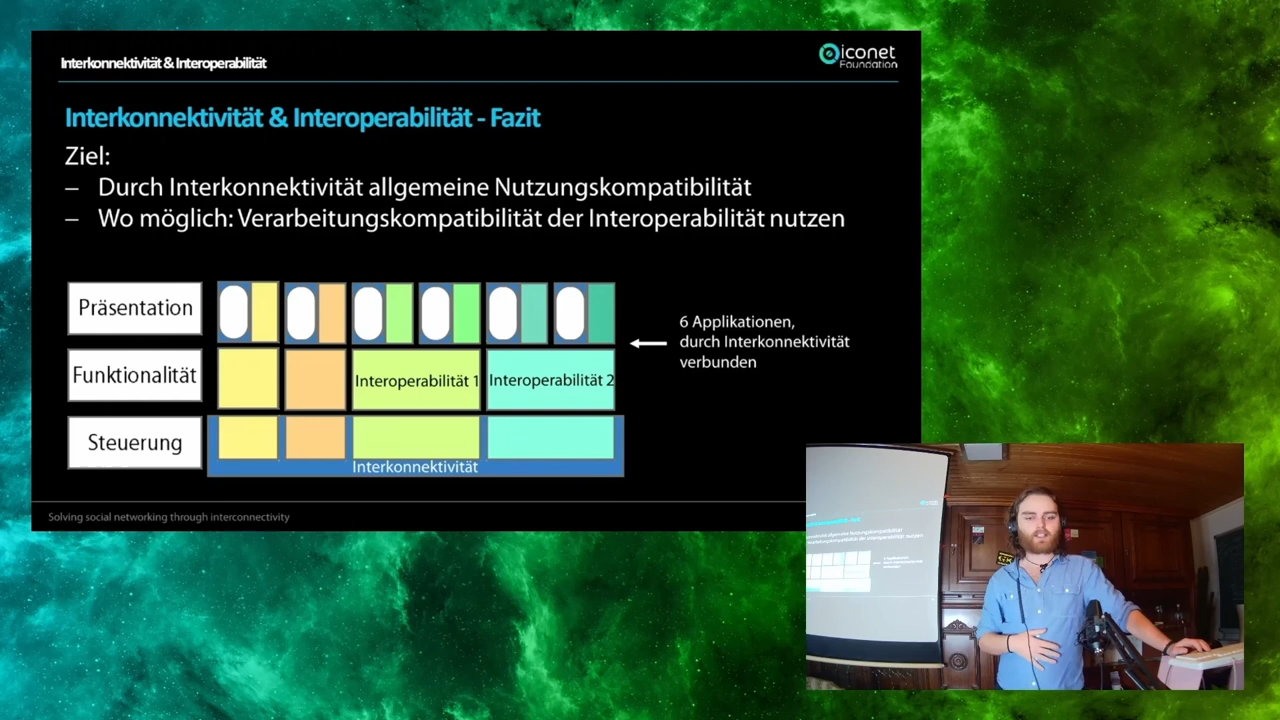 Interkonnektivität & Interoperabilität
iconet
Foundation
Interkonnektivität & Interoperabilität - Fazit
Ziel:
– Durch Interkonnektivität allgemeine Nutzungskompatibilität
– Wo möglich: Verarbeitungskompatibilität der Interoperabilität nutzen
Präsentation
6 Applikationen,
durch Interkonnektivität
verbunden
Funktionalität
Interoperabilität 1
Interoperabilität 2
Steuerung
Interkonnektivität
Solving social networking through interconnectivity